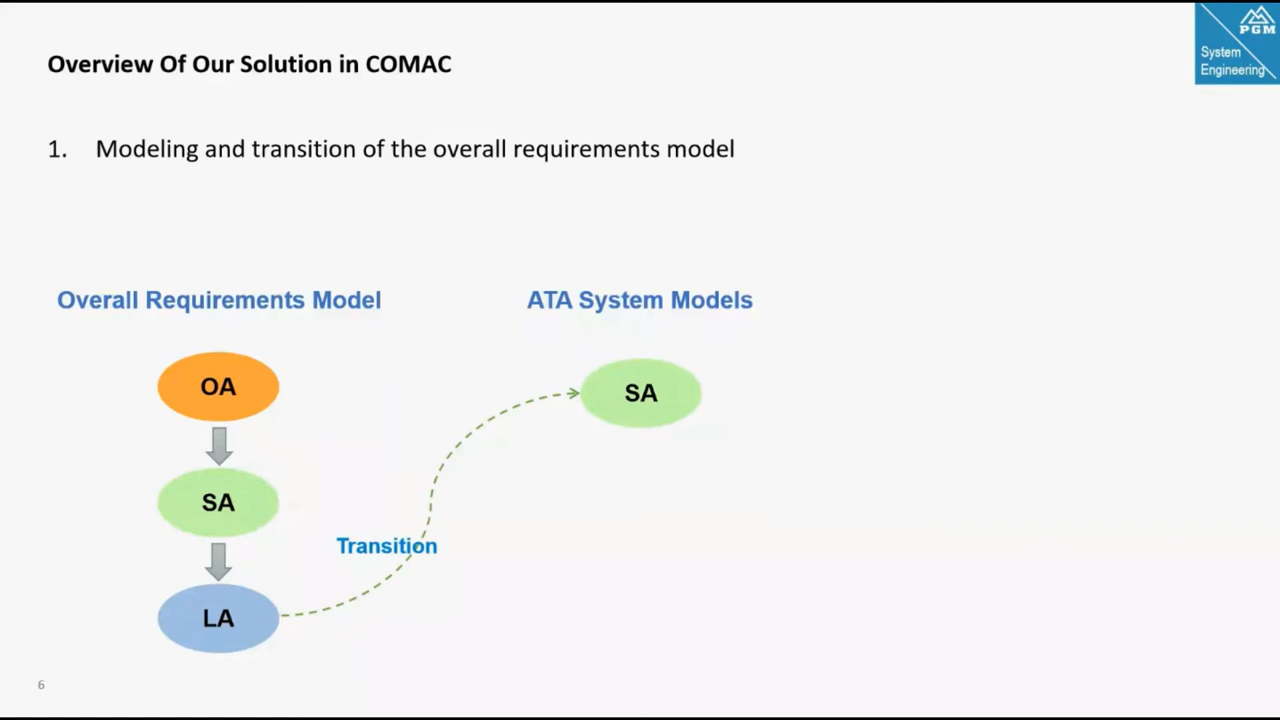 PGM
System
Engineering
Overview Of Our Solution in COMAC
1. Modeling and transition of the overall requirements model
Overall Requirements Model
ATA System Models
OA
SA
SA
Transition
LA
6